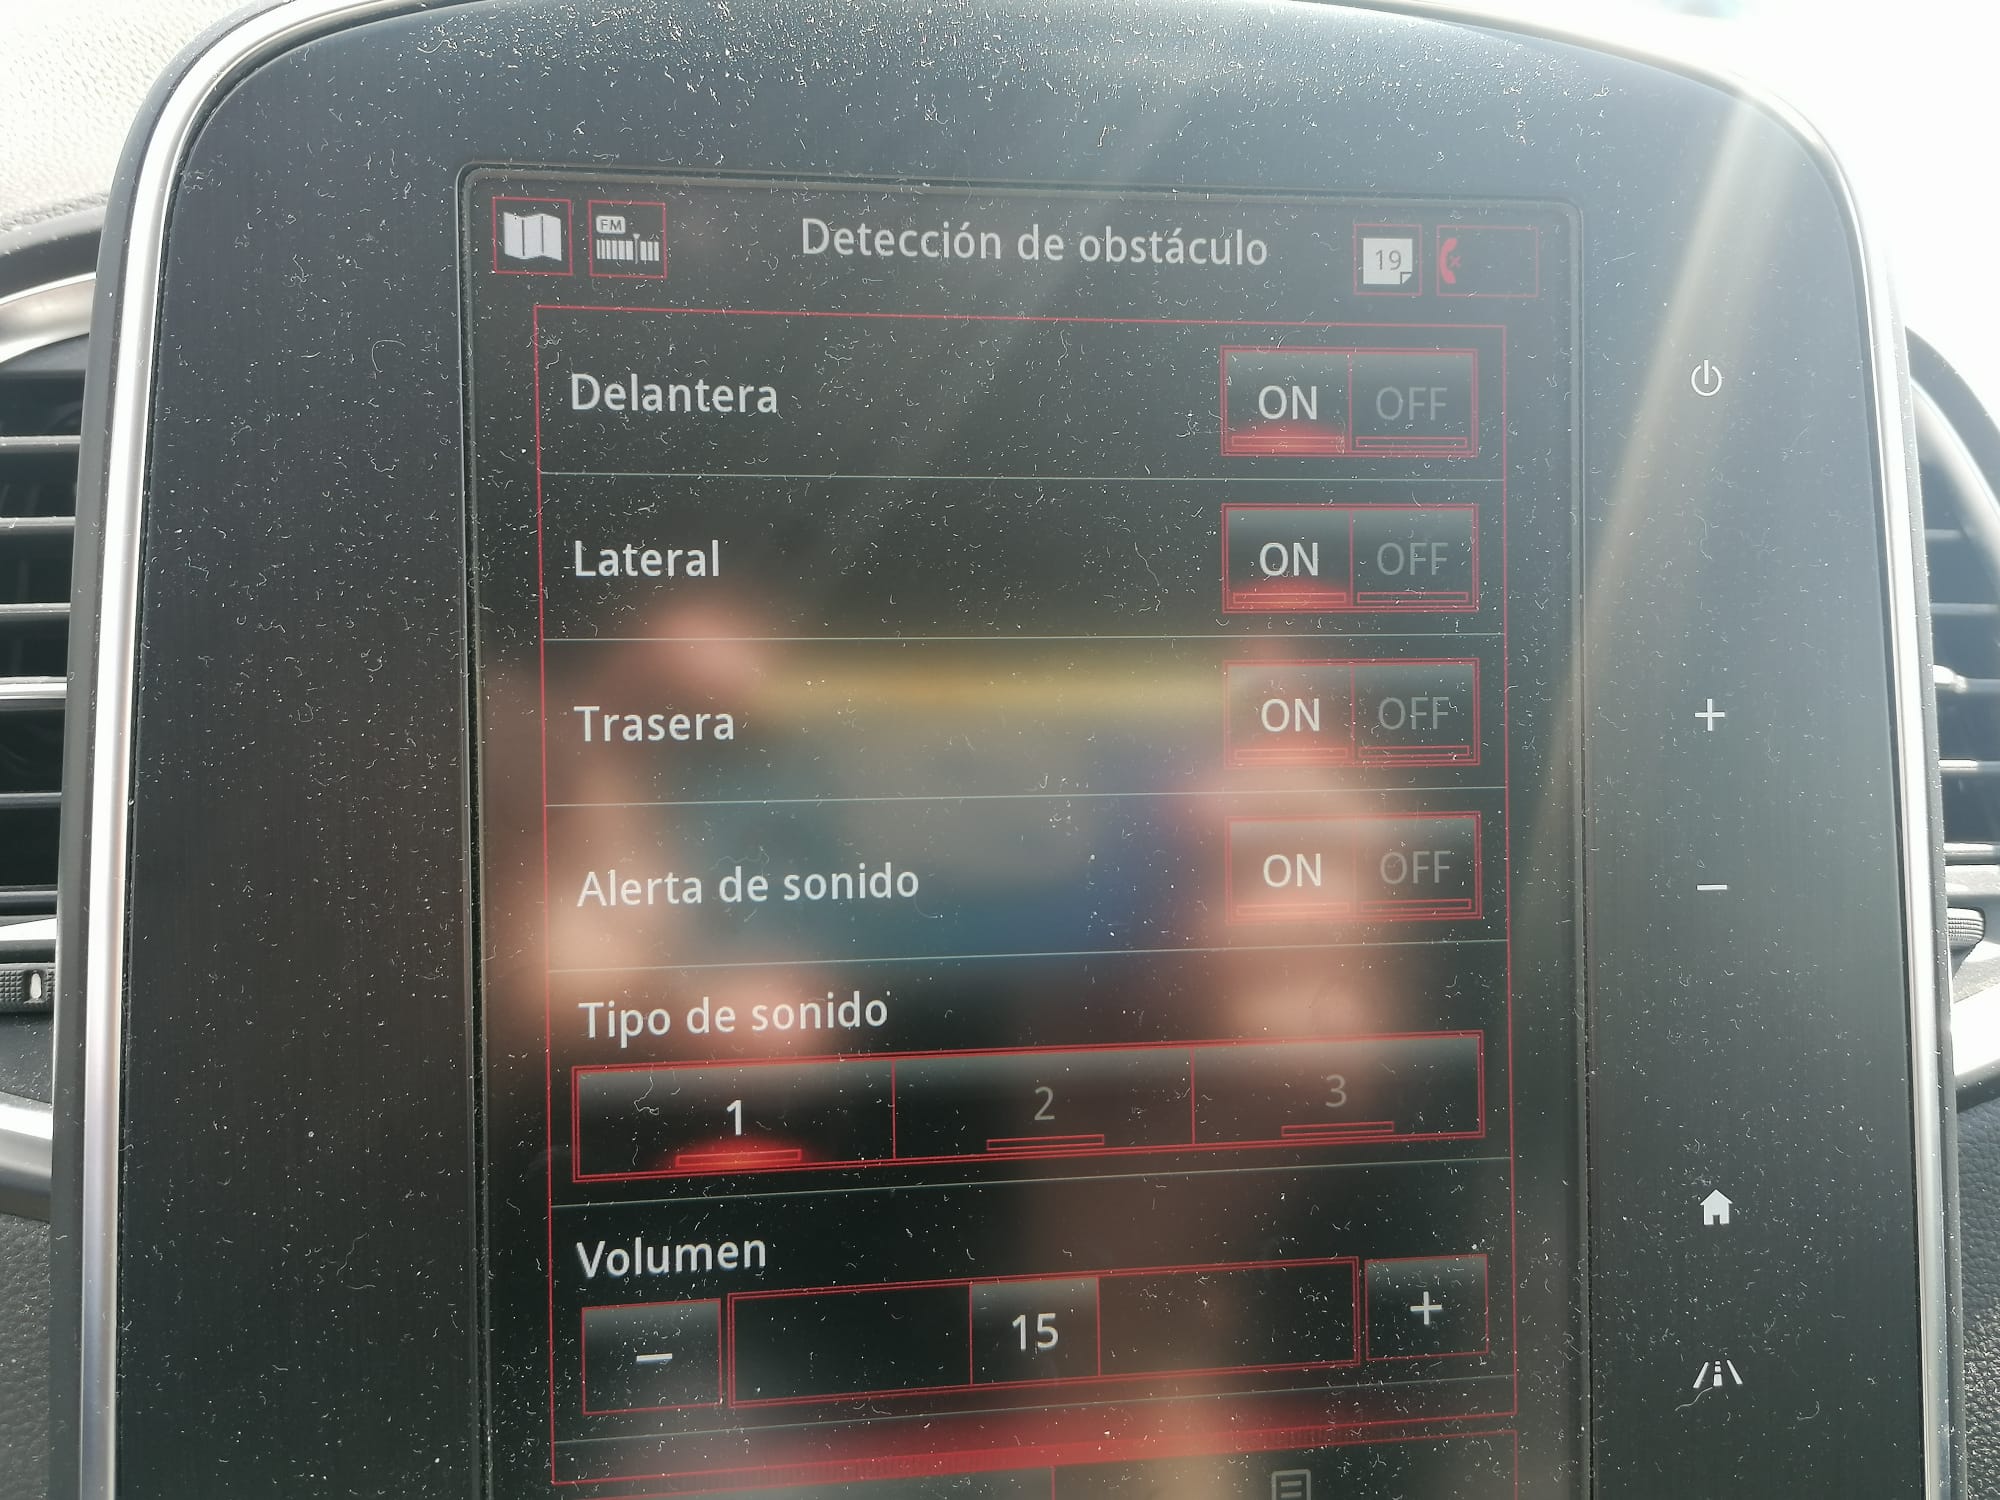 FM
Detección de obstáculo
19
Delantera
ON OFF
Lateral
ON OFF
Trasera
ON OFF
Alerta de sonido
ON OFF
Tipo de sonido
1 2 3
Volumen
− 15 +